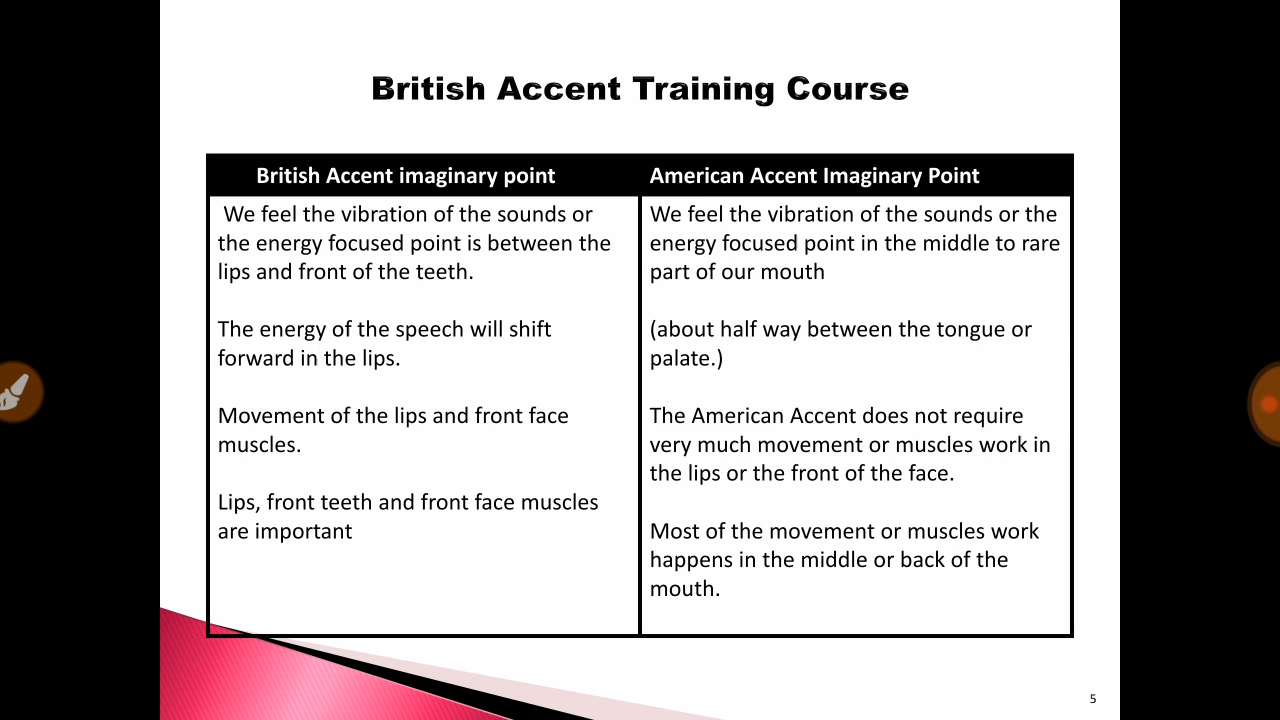 British Accent Training Course
British Accent imaginary point
We feel the vibration of the sounds or
the energy focused point is between the
lips and front of the teeth.
The energy of the speech will shift
forward in the lips.
Movement of the lips and front face
muscles.
Lips, front teeth and front face muscles
are important
American Accent Imaginary Point
We feel the vibration of the sounds or the
energy focused point in the middle to rare
part of our mouth
(about half way between the tongue or
palate.)
The American Accent does not require
very much movement or muscles work in
the lips or the front of the face.
Most of the movement or muscles work
happens in the middle or back of the
mouth.
5